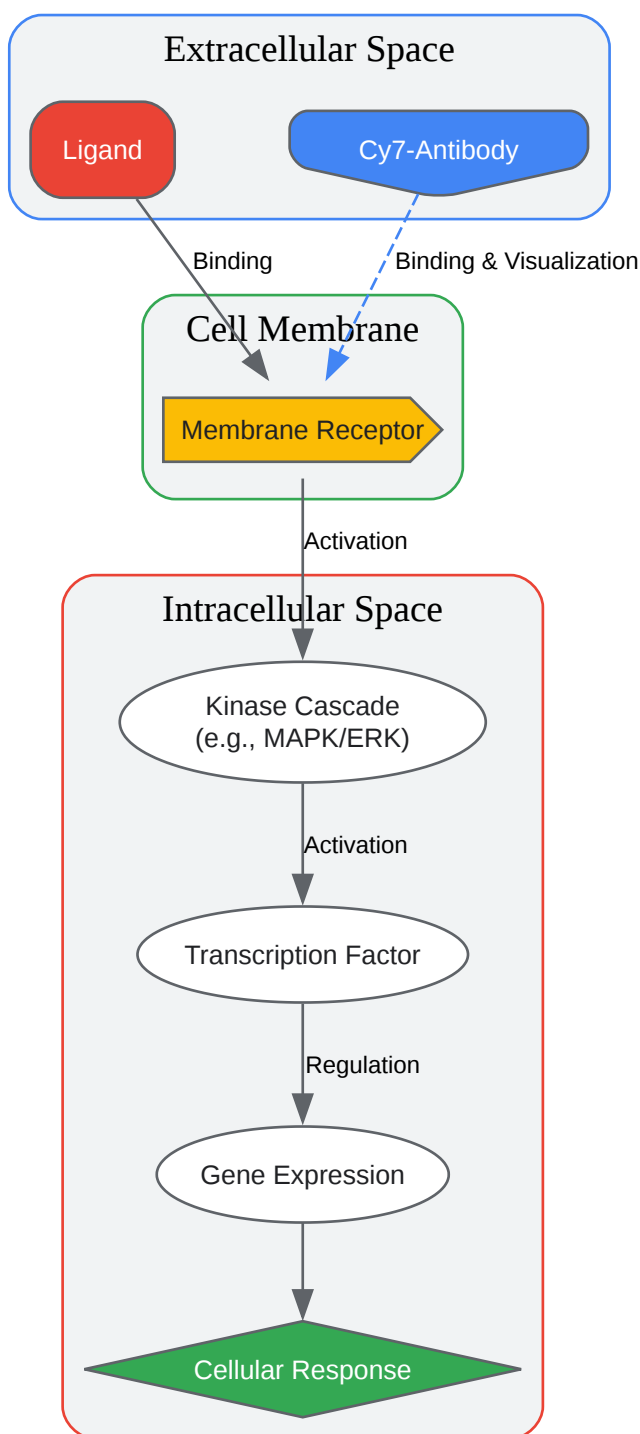 Extracellular Space
Ligand
Cy7-Antibody
Binding
Binding & Visualization
Cell Membrane
Membrane Receptor
Activation
Intracellular Space
Kinase Cascade
(e.g., MAPK/ERK)
Activation
Transcription Factor
Regulation
Gene Expression
Cellular Response